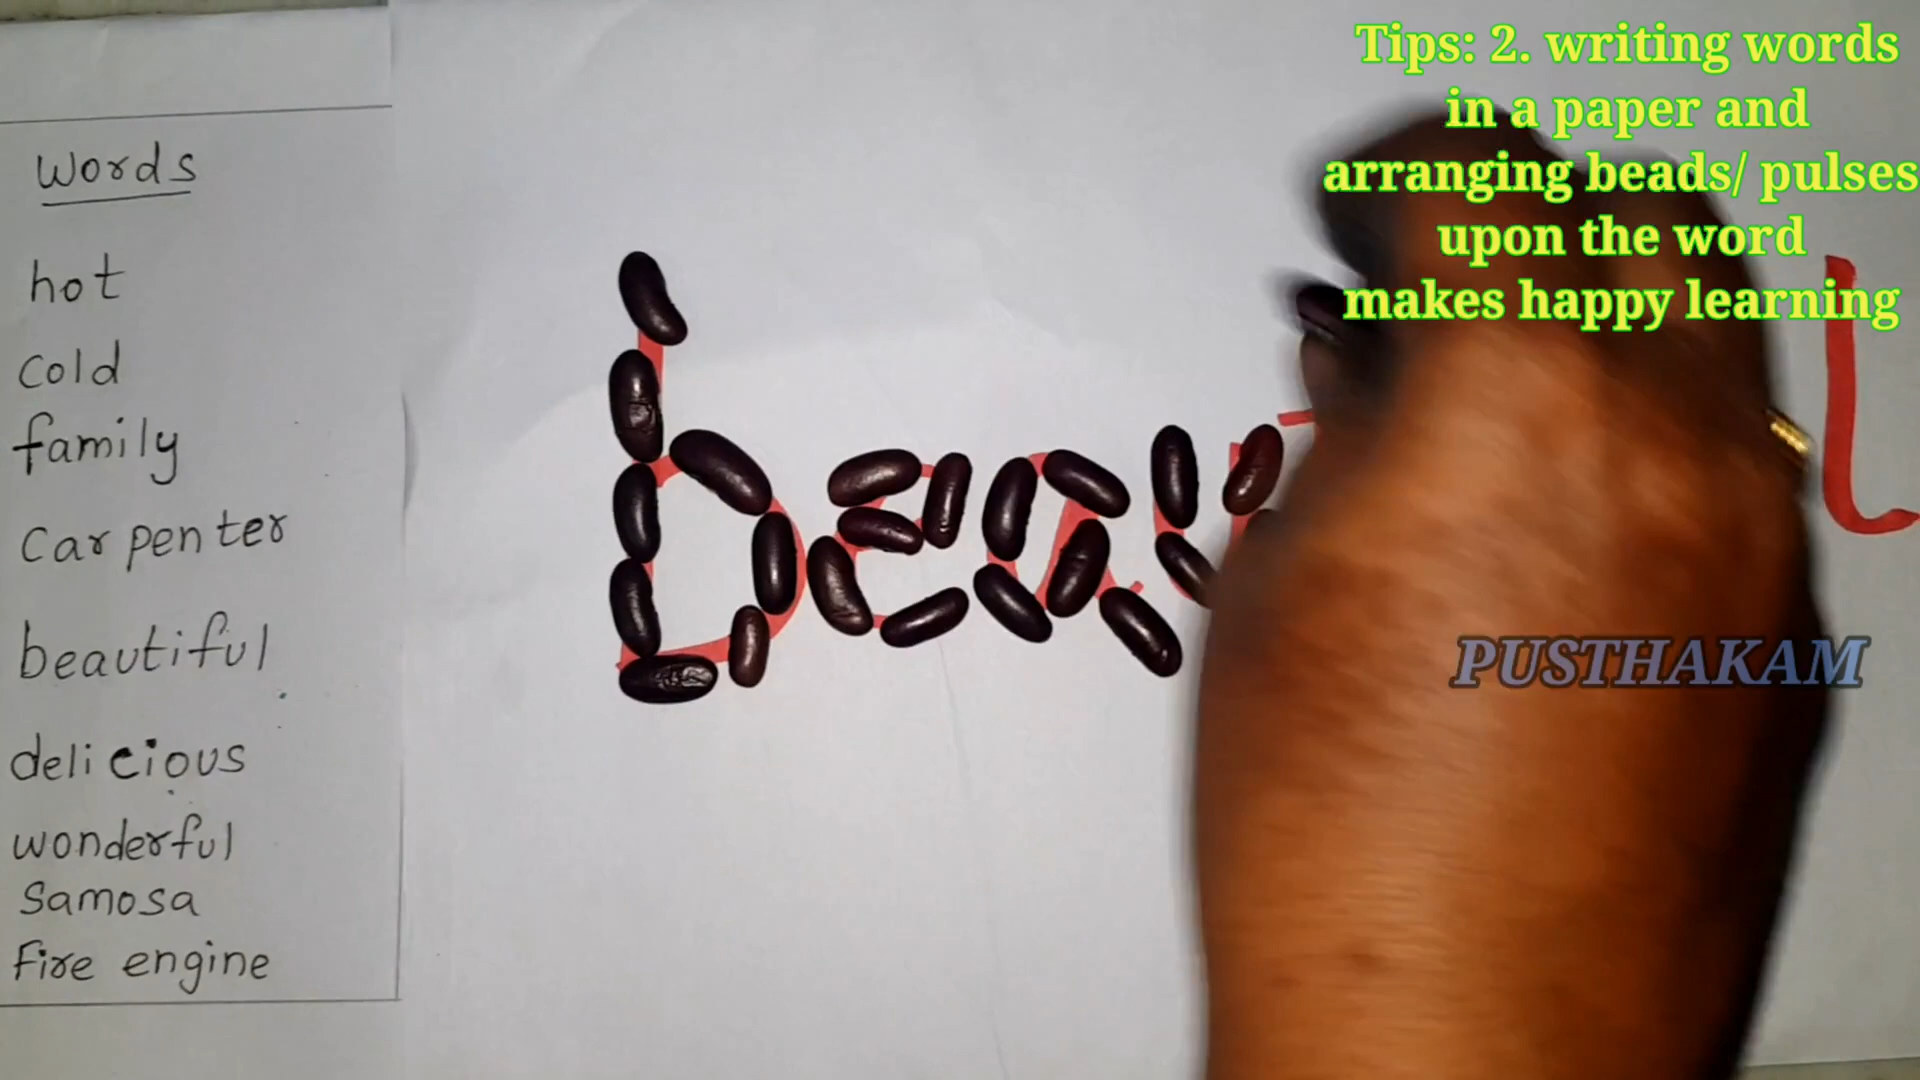 Tips: 2. writing words
in a paper and
arranging beads/ pulses
upon the word
makes happy learning
Words
hot
cold
family
Carpenter
beautiful
delicious
wonderful
Samosa
Fire engine
beau
l
PUSTHAKAM